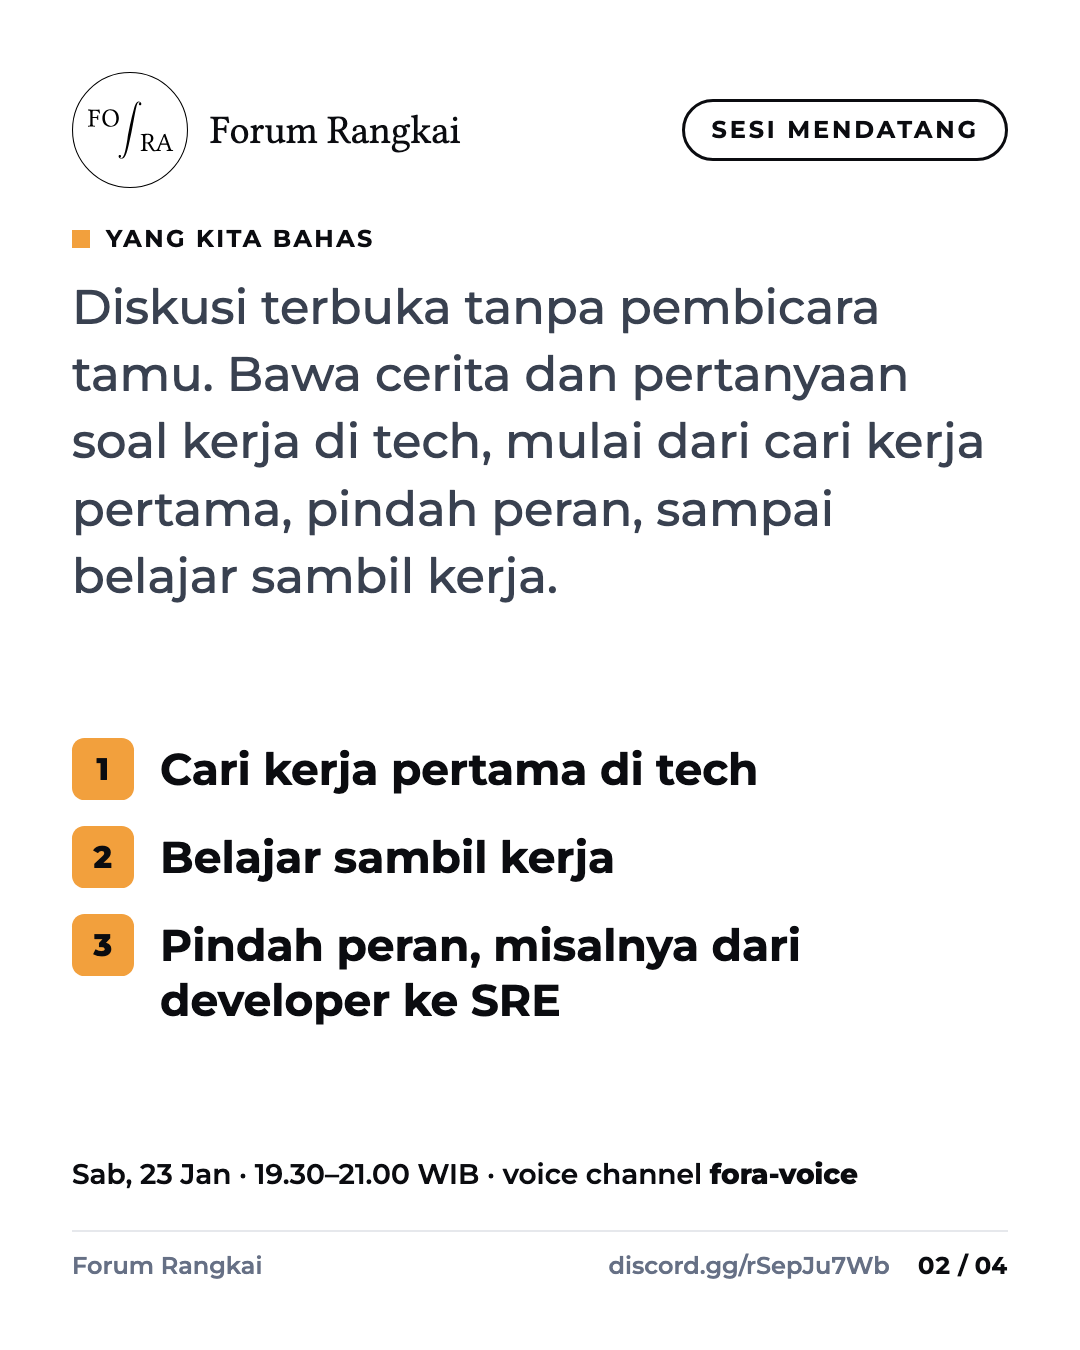 FO∫RA
Forum Rangkai
SESI MENDATANG
YANG KITA BAHAS
Diskusi terbuka tanpa pembicara
tamu. Bawa cerita dan pertanyaan
soal kerja di tech, mulai dari cari kerja
pertama, pindah peran, sampai
belajar sambil kerja.
1 Cari kerja pertama di tech
2 Belajar sambil kerja
3 Pindah peran, misalnya dari
developer ke SRE
Sab, 23 Jan · 19.30–21.00 WIB · voice channel fora-voice
Forum Rangkai discord.gg/rSepJu7Wb 02 / 04